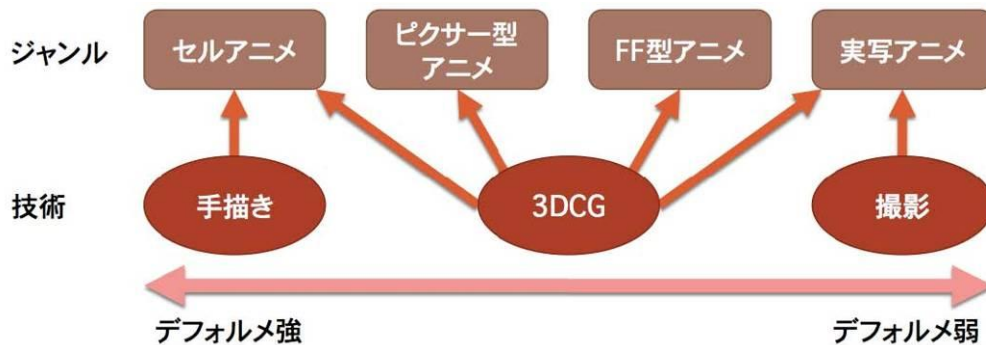 ジャンル
セルアニメ
ピクサー型
アニメ
FF型アニメ
実写アニメ
技術
手描き
3DCG
撮影
デフォルメ強
デフォルメ弱